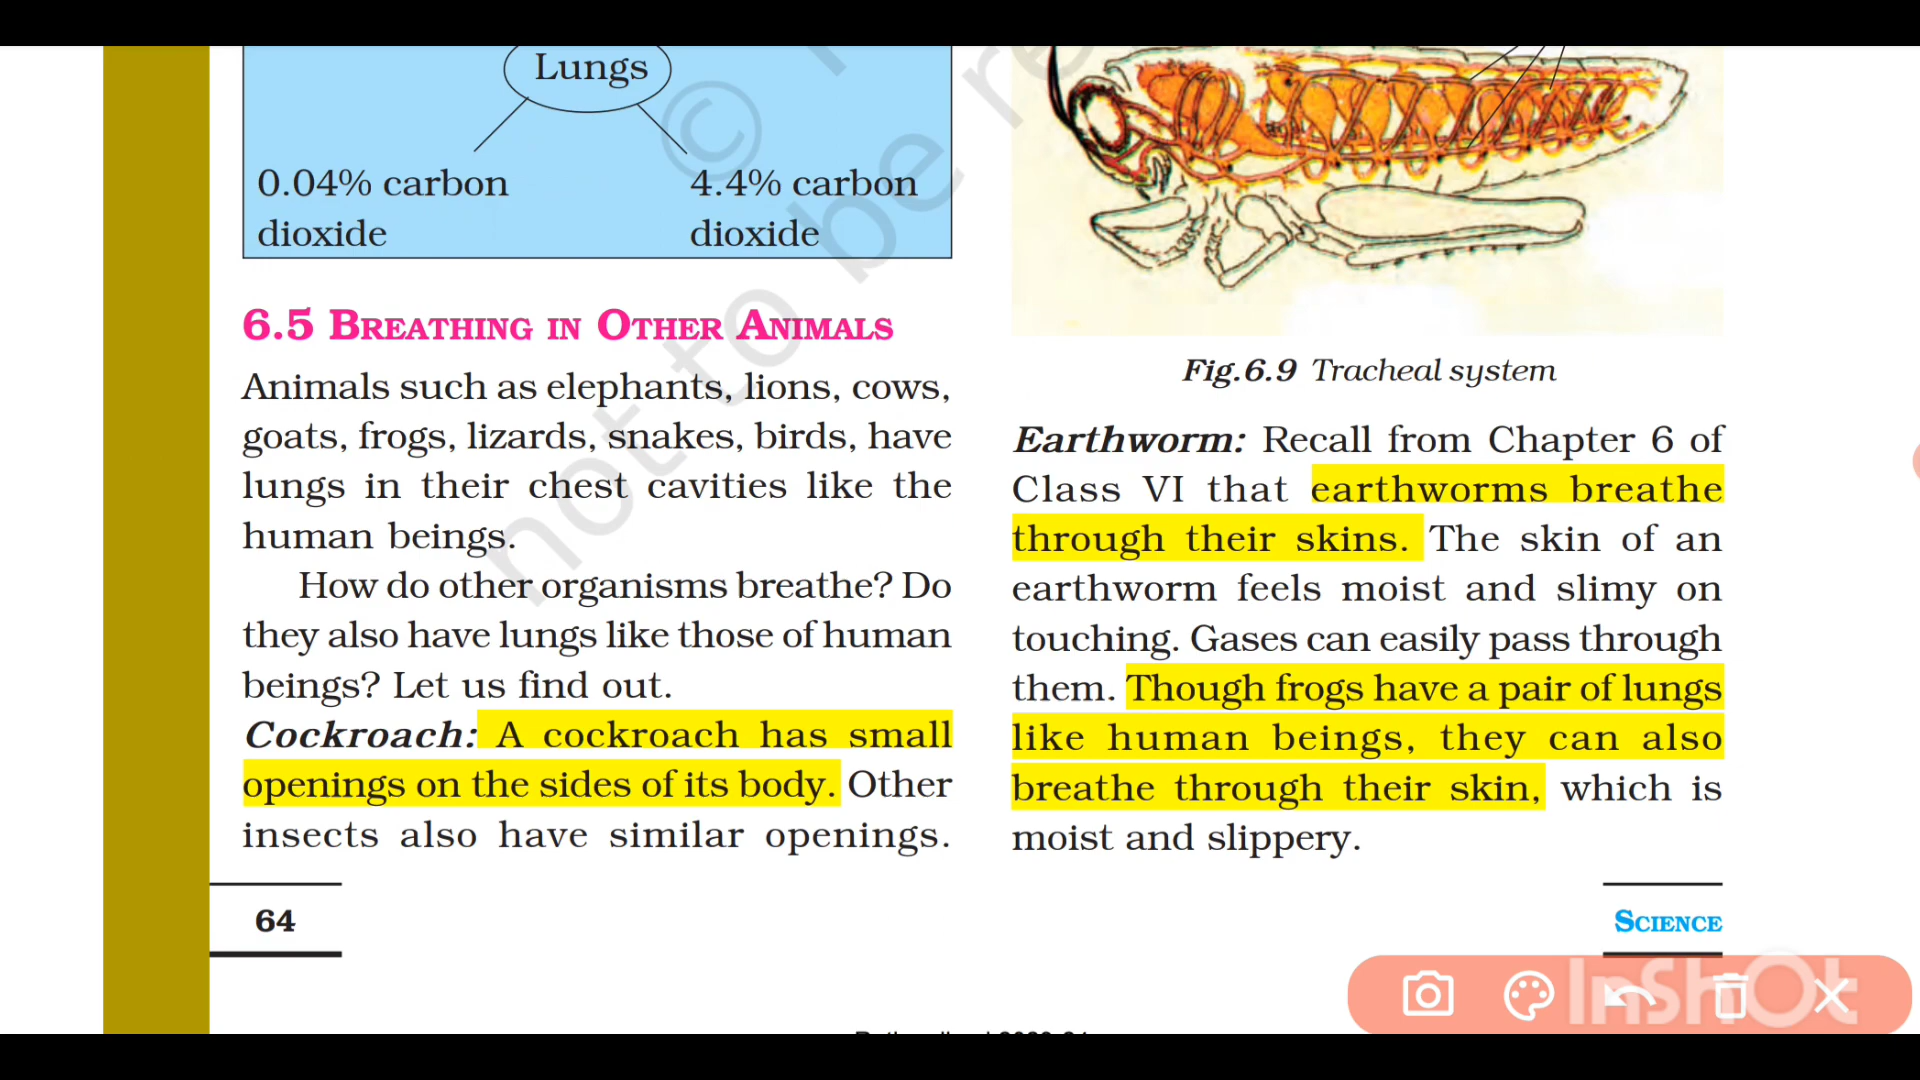 Lungs
0.04% carbon
dioxide
4.4% carbon
dioxide
6.5 BREATHING IN OTHER ANIMALS
Animals such as elephants, lions, cows,
goats, frogs, lizards, snakes, birds, have
lungs in their chest cavities like the
human beings.
How do other organisms breathe? Do
they also have lungs like those of human
beings? Let us find out.
Cockroach: A cockroach has small
openings on the sides of its body. Other
insects also have similar openings.
64
Fig.6.9 Tracheal system
Earthworm: Recall from Chapter 6 of
Class VI that earthworms breathe
through their skins. The skin of an
earthworm feels moist and slimy on
touching. Gases can easily pass through
them. Though frogs have a pair of lungs
like human beings, they can also
breathe through their skin, which is
moist and slippery.
SCIENCE
© 
not to be re
InShOt